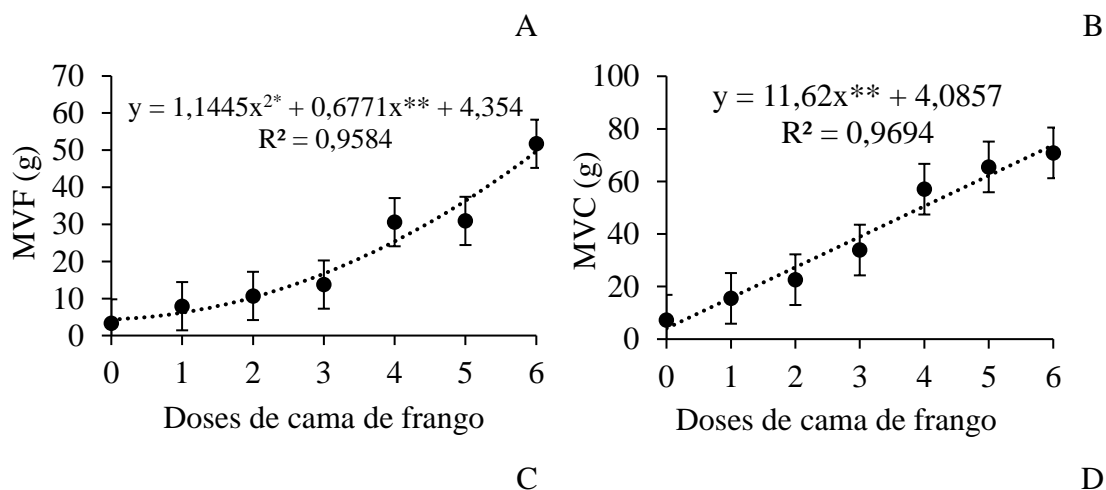 A
B
70
60
50
40
30
20
10
0
MVF (g)
y = 1,1445x²* + 0,6771x** + 4,354
R² = 0,9584
0 1 2 3 4 5 6
Doses de cama de frango
100
80
60
40
20
0
MVC (g)
y = 11,62x** + 4,0857
R² = 0,9694
0 1 2 3 4 5 6
Doses de cama de frango
C
D